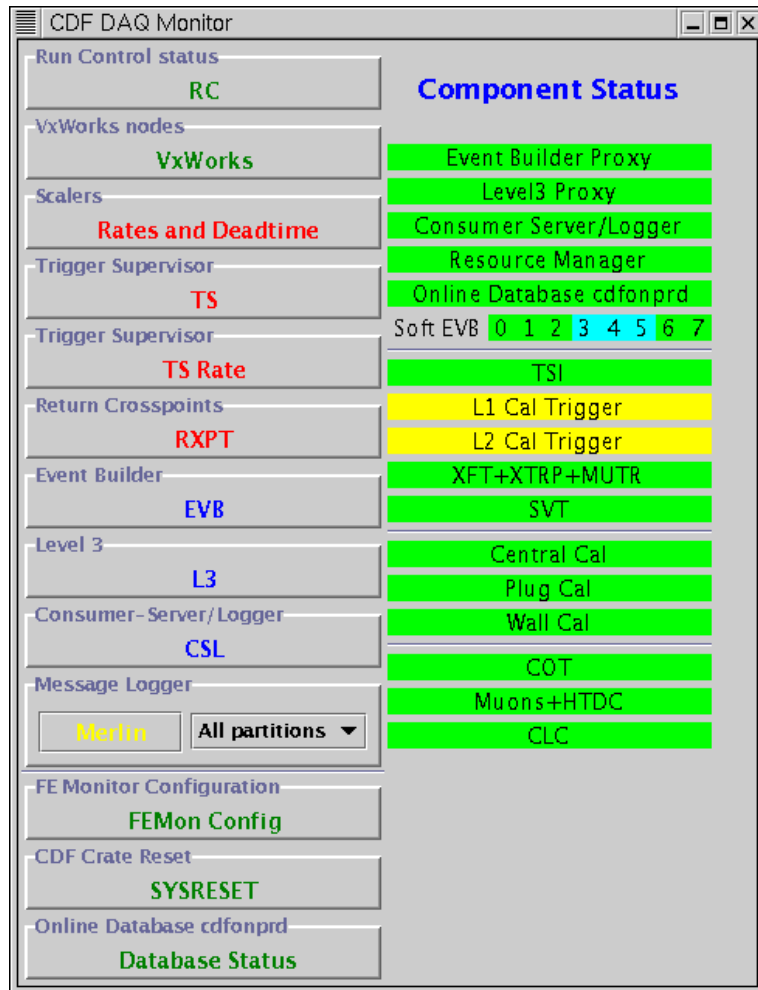 CDF DAQ Monitor
Run Control status
RC
VxWorks nodes
VxWorks
Scalers
Rates and Deadtime
Trigger Supervisor
TS
Trigger Supervisor
TS Rate
Return Crosspoints
RXPT
Event Builder
EVB
Level 3
L3
Consumer-Server/Logger
CSL
Message Logger
Merlin All partitions
FE Monitor Configuration
FEMon Config
CDF Crate Reset
SYSRESET
Online Database cdfonprd
Database Status
Component Status
Event Builder Proxy
Level3 Proxy
Consumer Server/Logger
Resource Manager
Online Database cdfonprd
Soft EVB 0 1 2 3 4 5 6 7
TSI
L1 Cal Trigger
L2 Cal Trigger
XFT+XTRP+MUTR
SVT
Central Cal
Plug Cal
Wall Cal
COT
Muons+HTDC
CLC